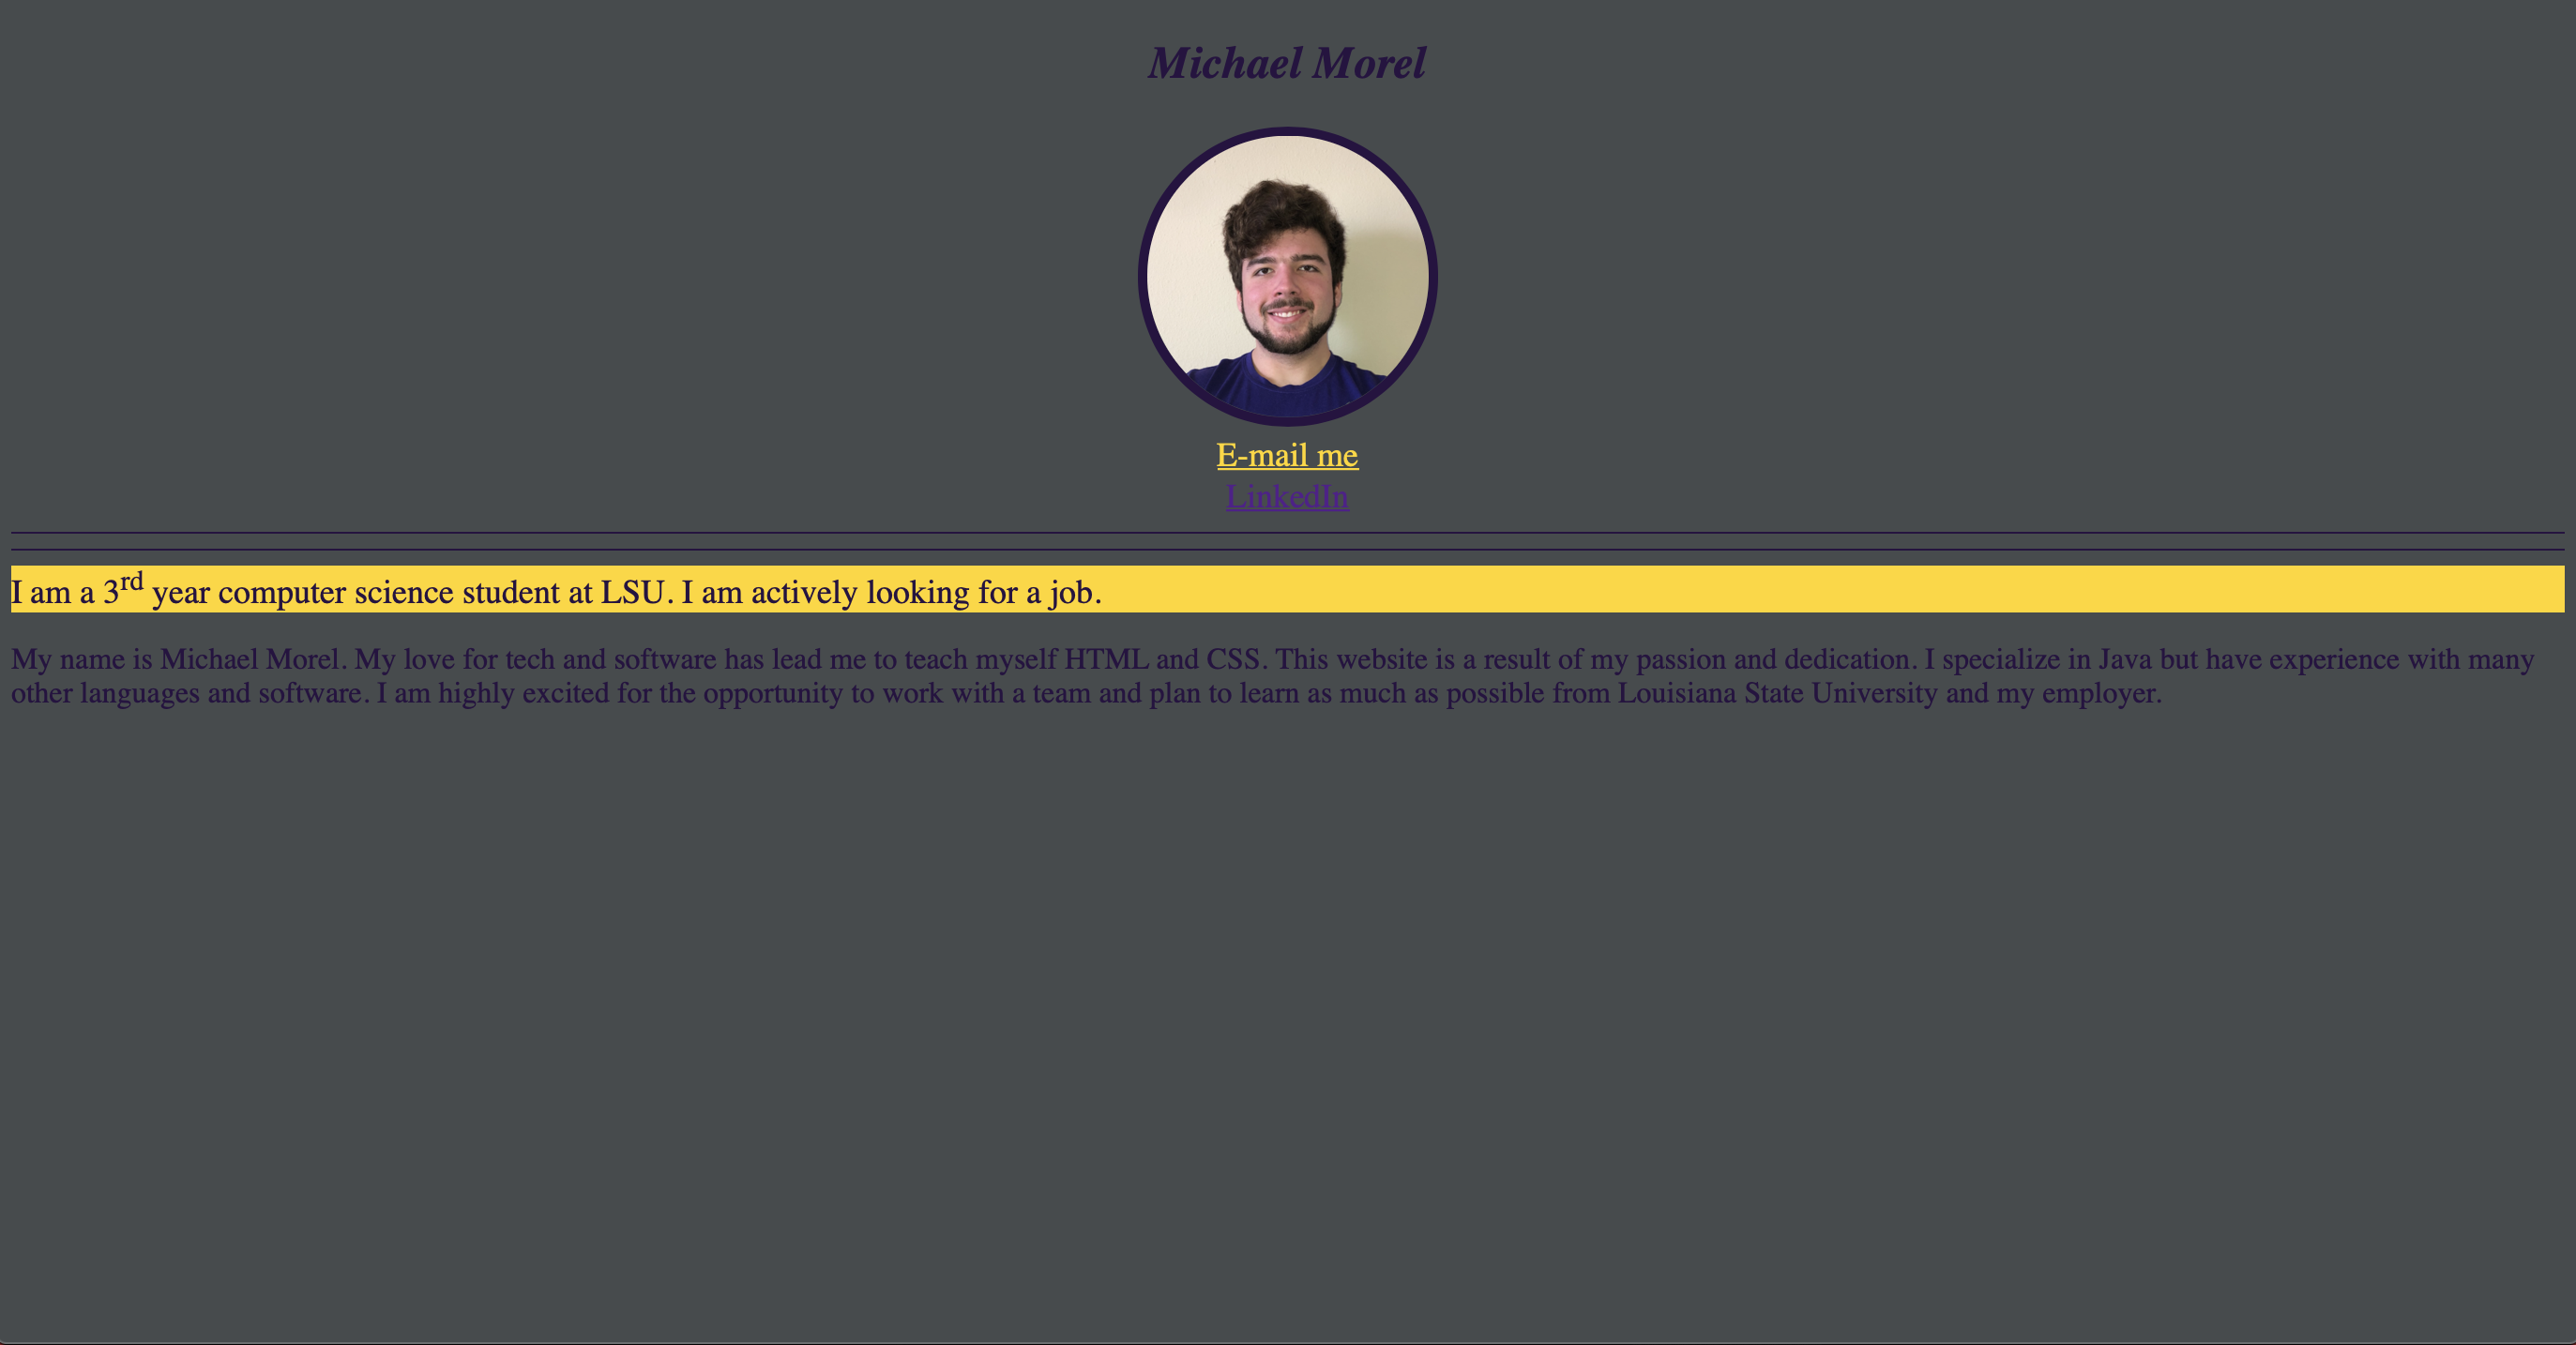 Michael Morel
E-mail me
LinkedIn
I am a 3rd year computer science student at LSU. I am actively looking for a job.
My name is Michael Morel. My love for tech and software has lead me to teach myself HTML and CSS. This website is a result of my passion and dedication. I specialize in Java but have experience with many
other languages and software. I am highly excited for the opportunity to work with a team and plan to learn as much as possible from Louisiana State University and my employer.